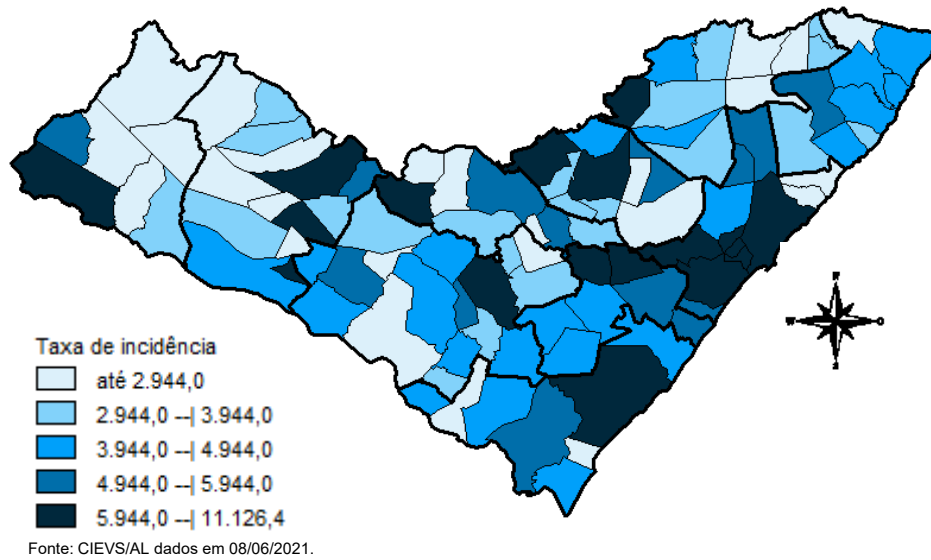 N
W O
S
Taxa de incidência
até 2.944,0
2.944,0 --| 3.944,0
3.944,0 --| 4.944,0
4.944,0 --| 5.944,0
5.944,0 --| 11.126,4
Fonte: CIEVS/AL dados em 08/06/2021.